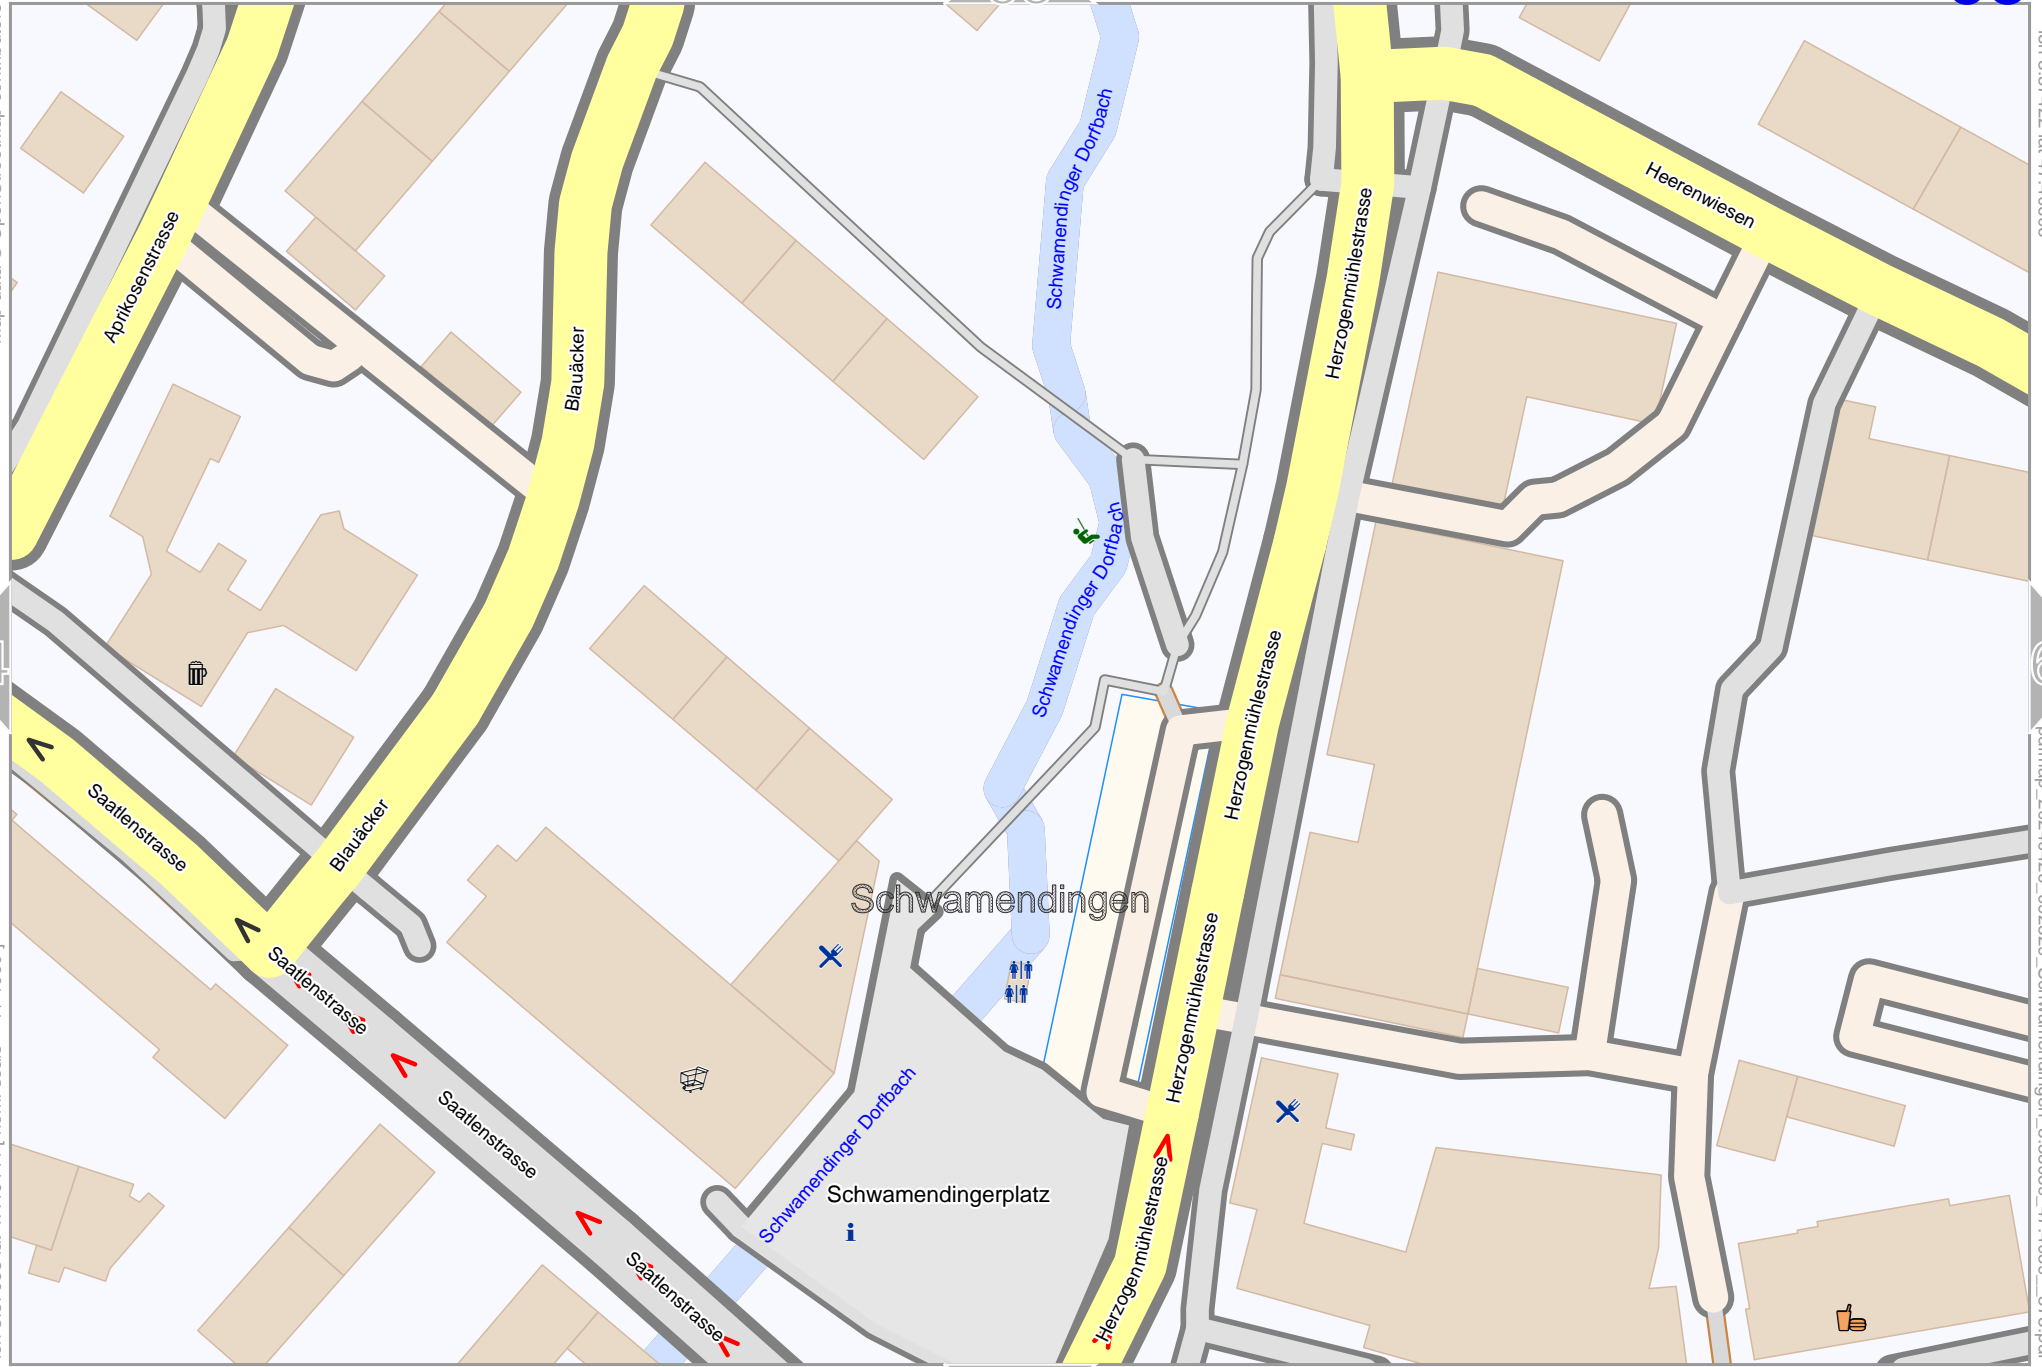 Schwamendinger Dorfbach
Heerenwiesen
Aprikosenstrasse
Herzogenmühlestrasse
Blauäcker
Schwamendinger Dorfbach
Herzogenmühlestrasse
Saatlenstrasse
Blauäcker
Schwamendingen
Saatlenstrasse
Herzogenmühlestrasse
Saatlenstrasse
Schwamendinger Dorfbach
Schwamendingerplatz
i
Herzogenmühlestrasse
Saatlenstrasse